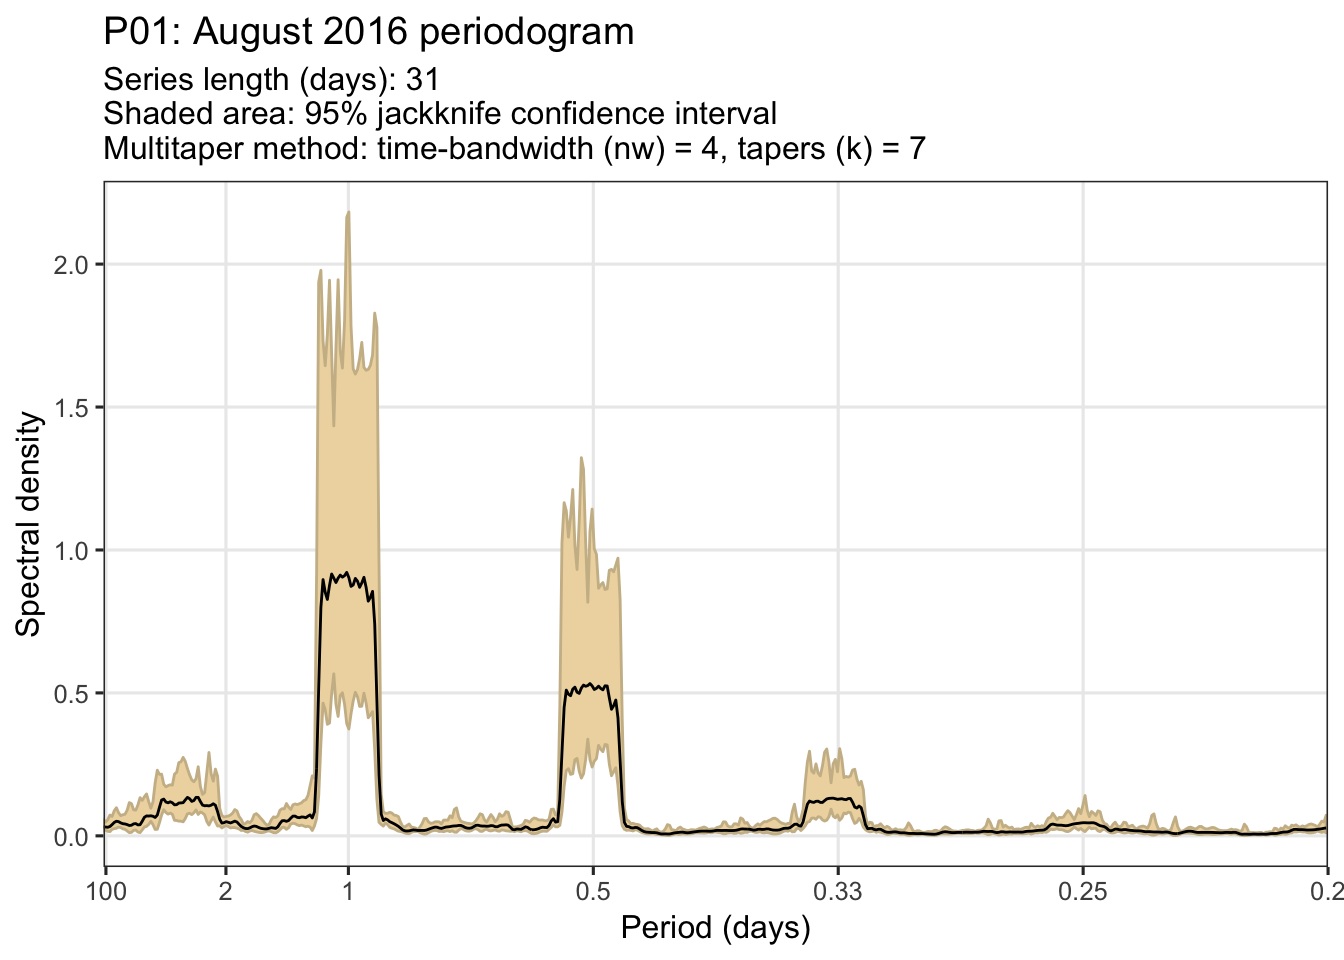 P01: August 2016 periodogram
Series length (days): 31
Shaded area: 95% jackknife confidence interval
Multitaper method: time-bandwidth (nw) = 4, tapers (k) = 7
Spectral density
2.0
1.5
1.0
0.5
0.0
100 2 1 0.5 0.33 0.25 0.2
Period (days)